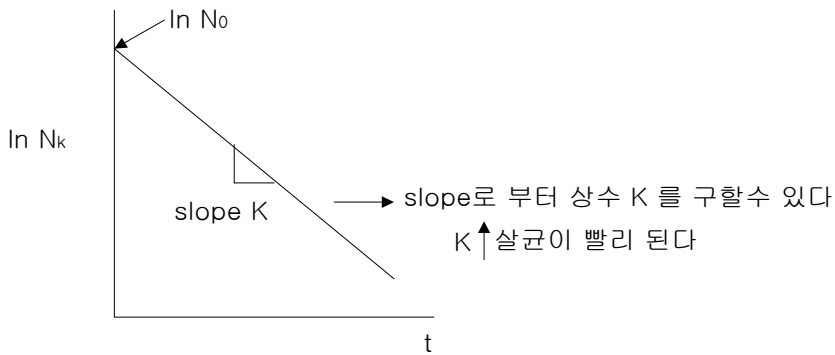 ln N₀
ln Nₖ
slope K
slope로 부터 상수 K 를 구할수 있다
K 살균이 빨리 된다
t